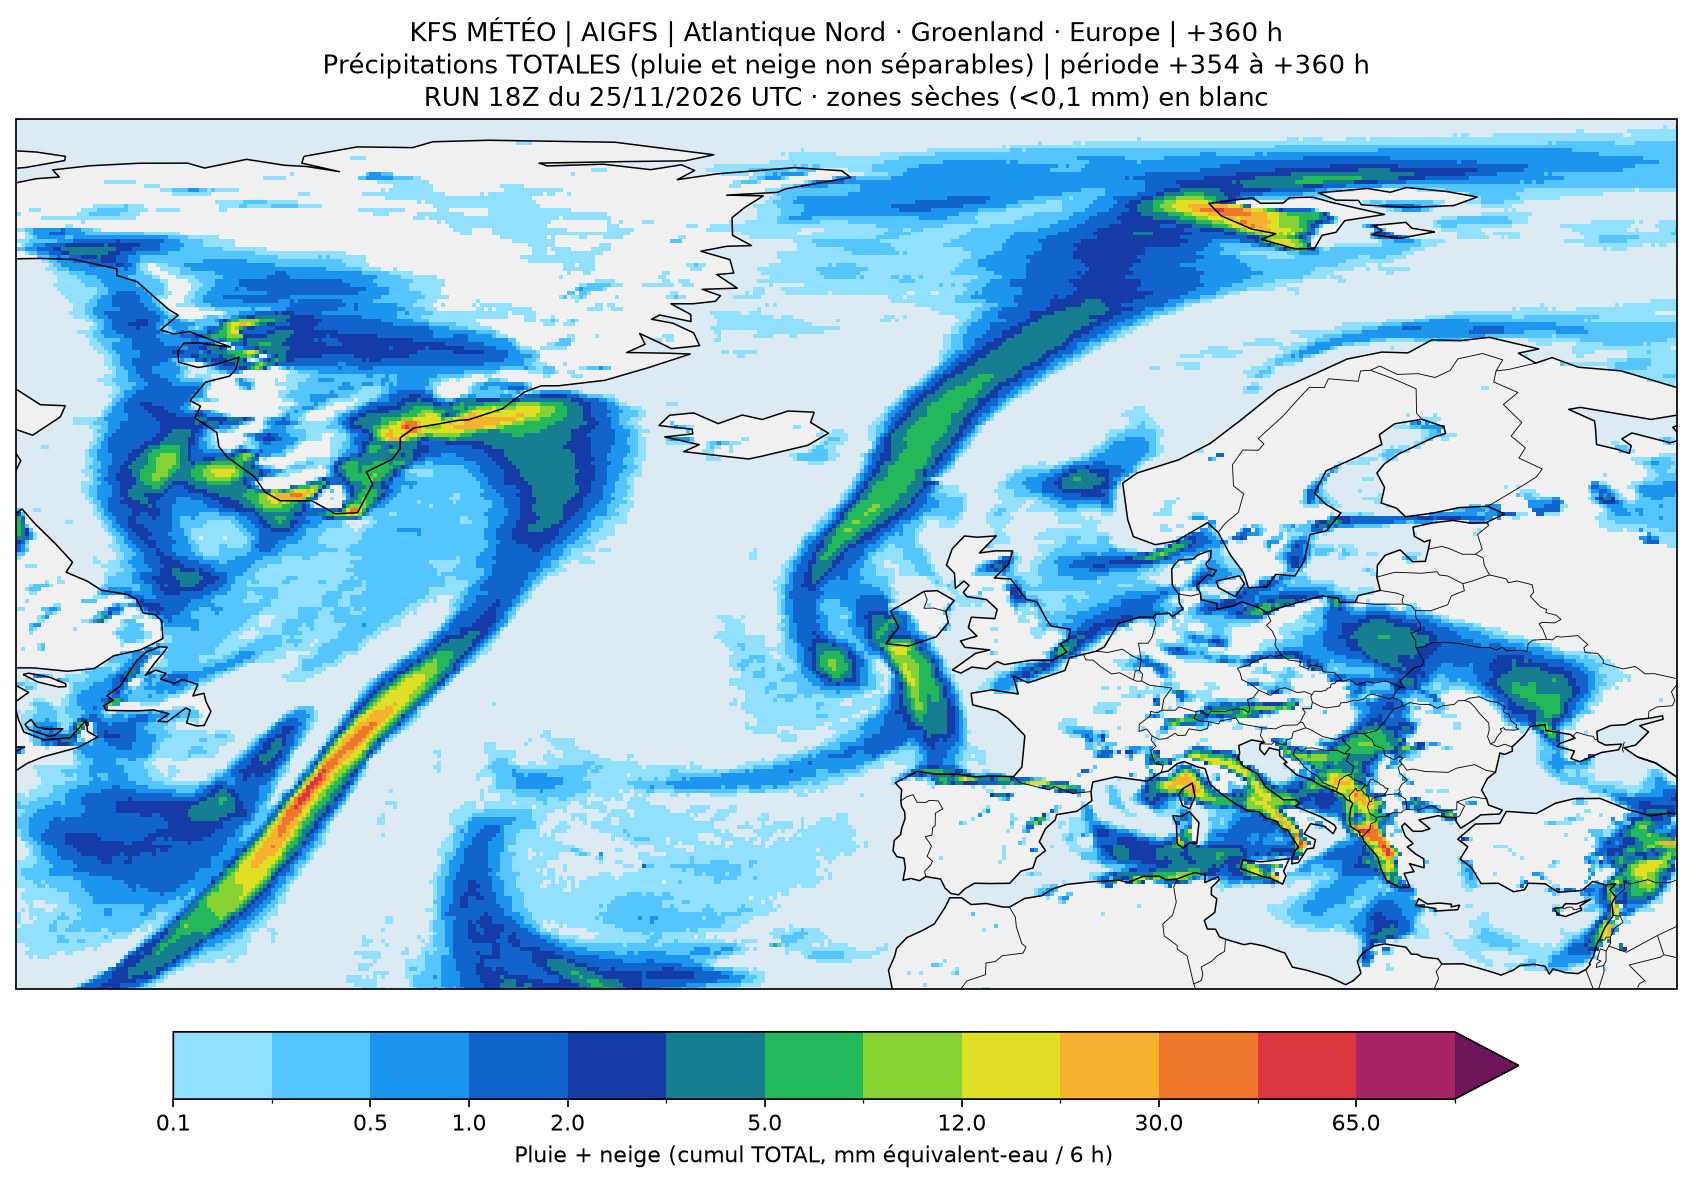 KFS MÉTÉO | AIGFS | Atlantique Nord · Groenland · Europe | +360 h
Précipitations TOTALES (pluie et neige non séparables) | période +354 à +360 h
RUN 18Z du 25/11/2026 UTC · zones sèches (<0,1 mm) en blanc
0.1 0.5 1.0 2.0 5.0 12.0 30.0 65.0
Pluie + neige (cumul TOTAL, mm équivalent-eau / 6 h)